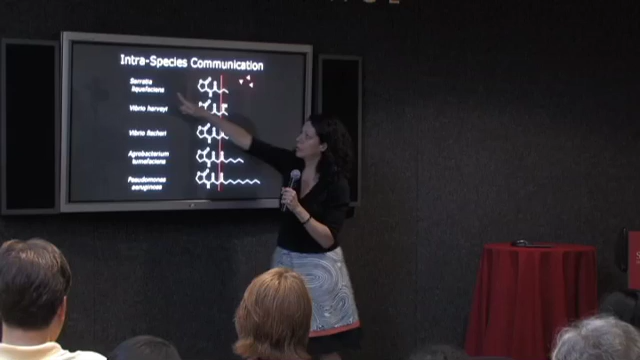 Intra-Species Communication
Serratia
liquefaciens
Vibrio harveyi
Vibrio fischeri
Agrobacterium
tumefaciens
Pseudomonas
aeruginosa